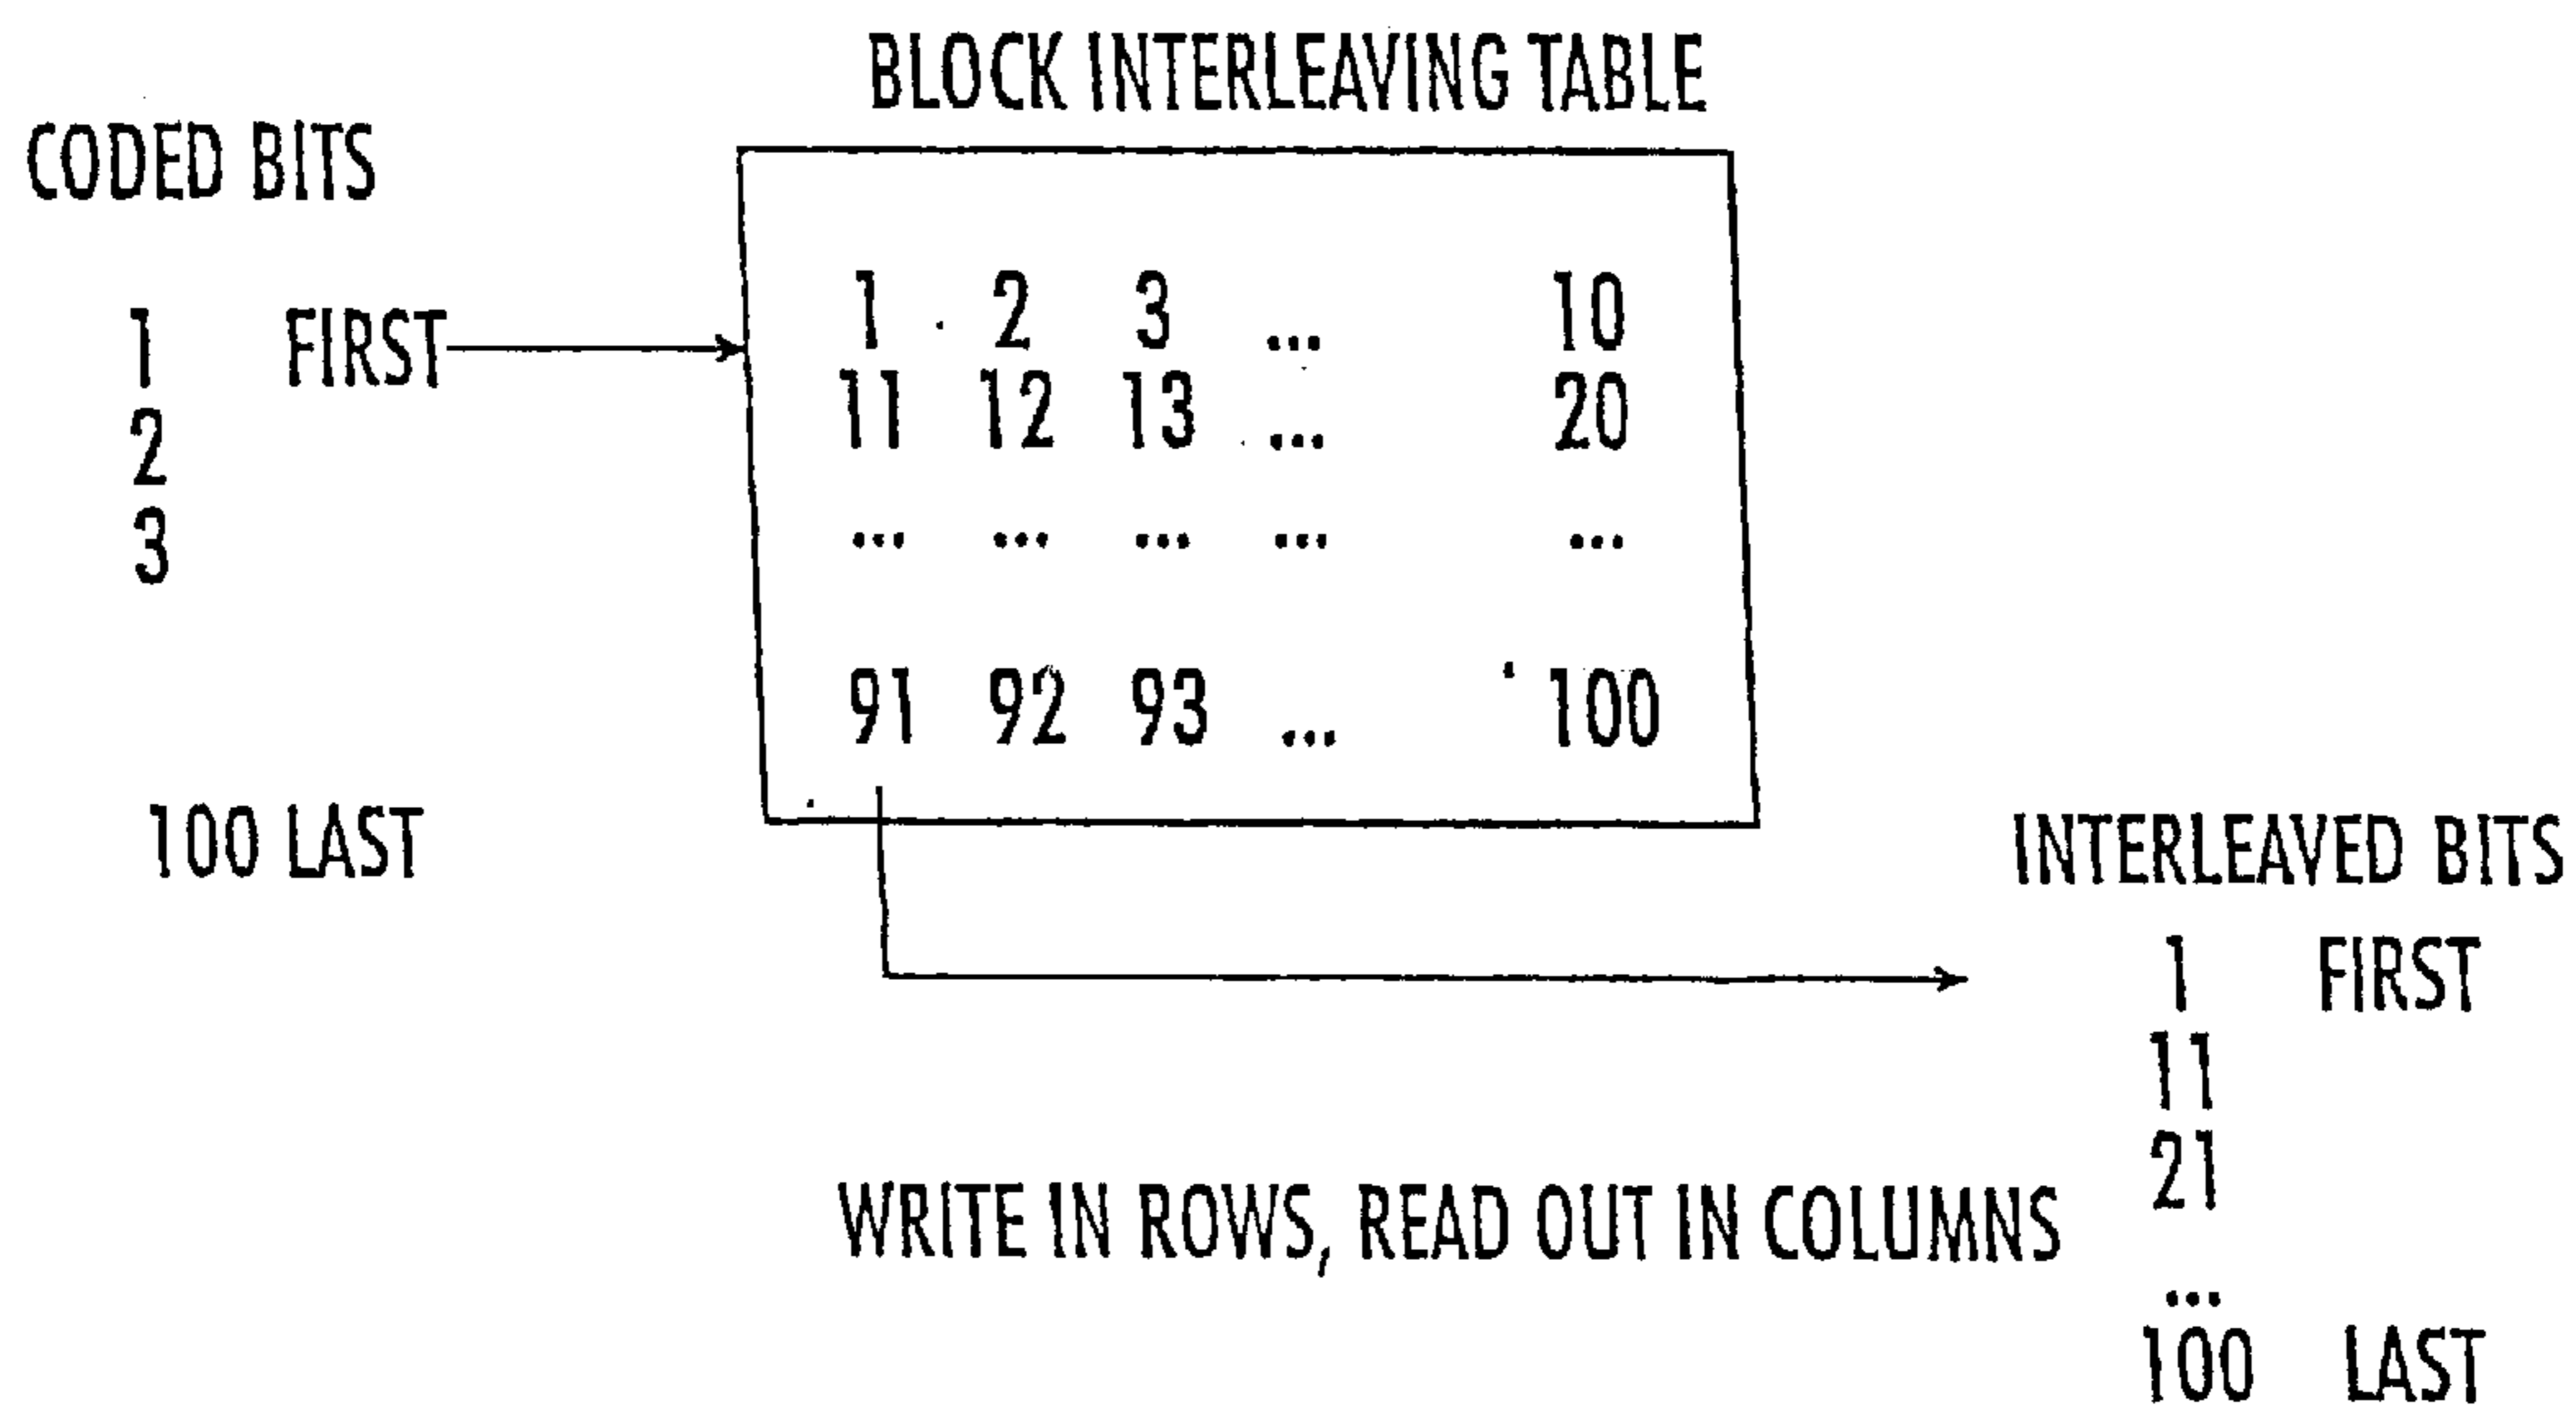 BLOCK INTERLEAVING TABLE
CODED BITS
1 FIRST
2
3
100 LAST
1 2 3 ... 10
11 12 13 ... 20
... ... ... ... ...
91 92 93 ... 100
INTERLEAVED BITS
1 FIRST
11
21
...
100 LAST
WRITE IN ROWS, READ OUT IN COLUMNS